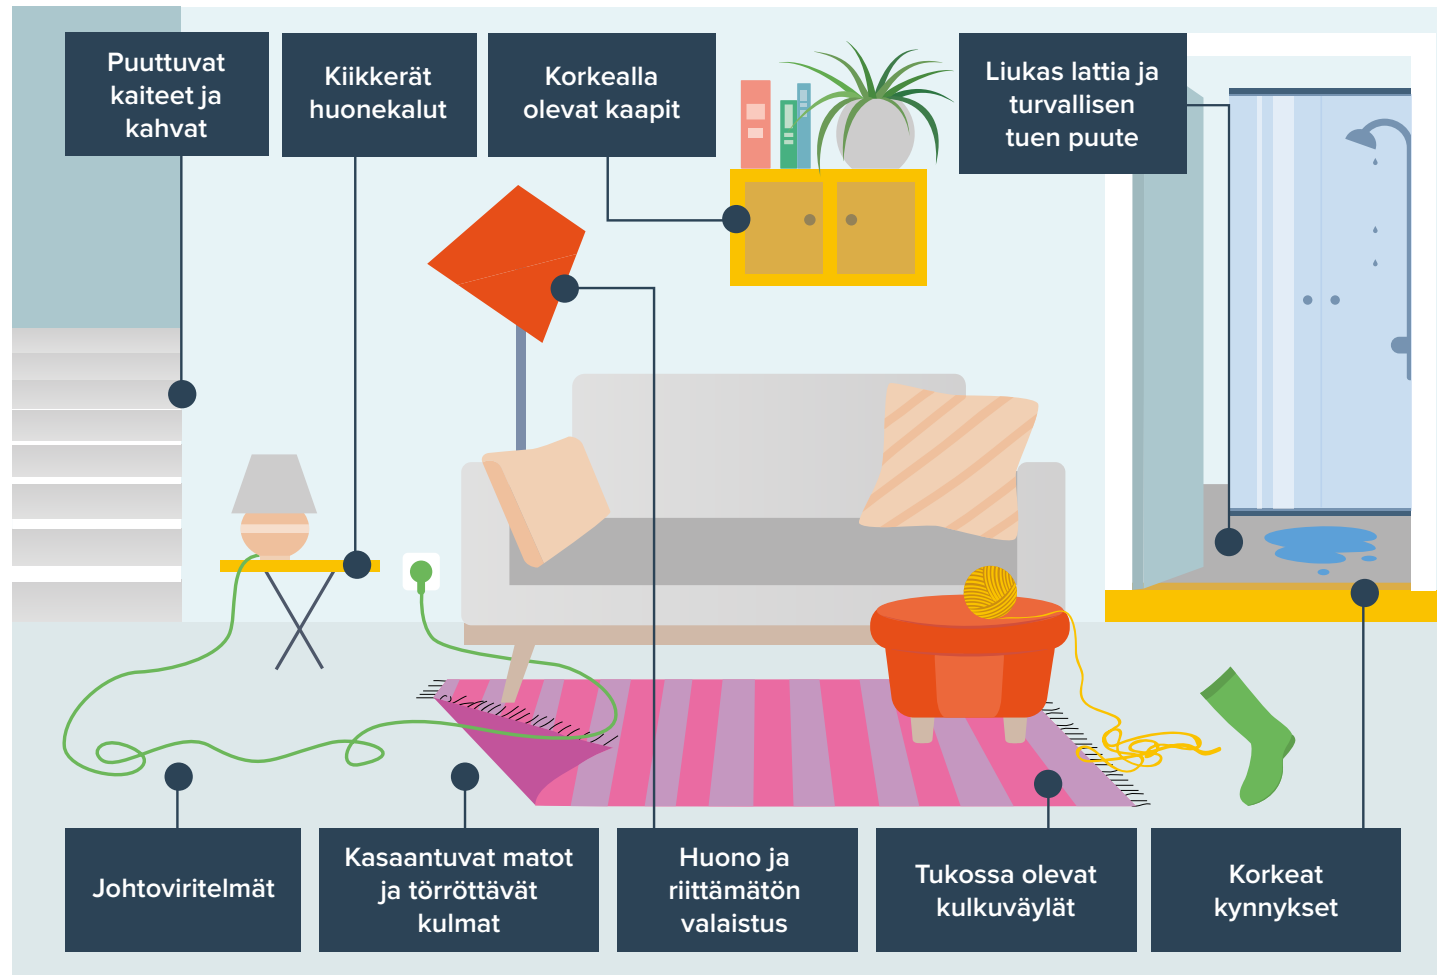 Puuttuvat
kaiteet ja
kahvat
Kiikkerät
huonekalut
Korkealla
olevat kaapit
Liukas lattia ja
turvallisen
tuen puute
Johtoviritelmät
Kasaantuvat matot
ja törröttävät
kulmat
Huono ja
riittämätön
valaistus
Tukossa olevat
kulkuväylät
Korkeat
kynnykset